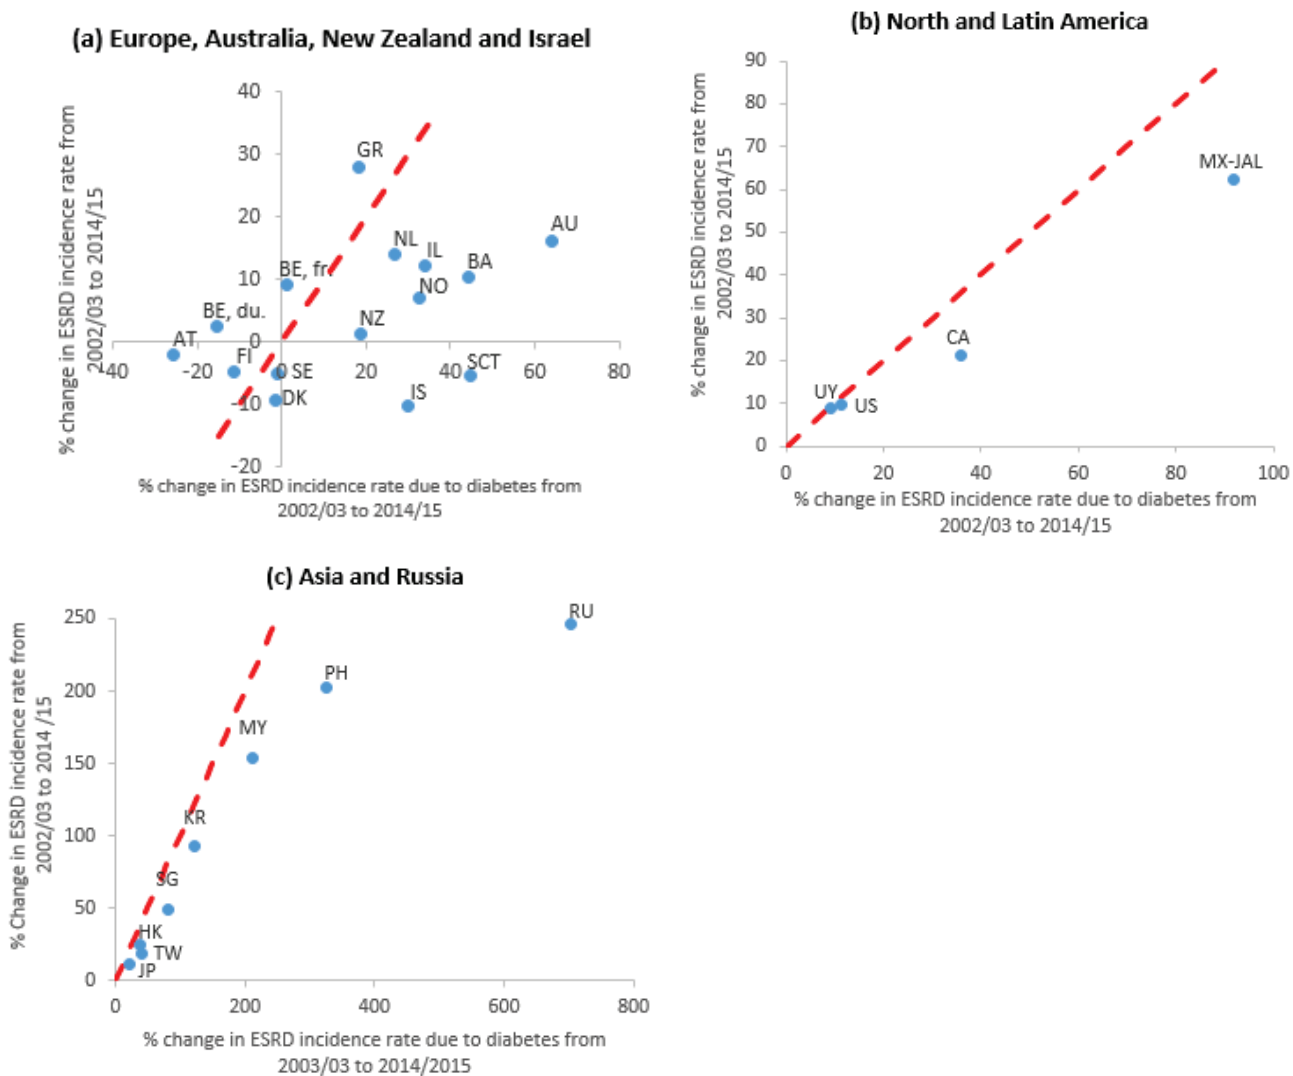 (a) Europe, Australia, New Zealand and Israel
% change in ESRD incidence rate from
2002/03 to 2014/15
40
30
20
10
0
-10
-20
-40
-20
0
20
40
60
80
GR
NL
IL
AU
BA
NO
NZ
BE, fr.
BE, du.
AT
FI
SE
DK
IS
SCT
% change in ESRD incidence rate due to diabetes from
2002/03 to 2014/15
(b) North and Latin America
% change in ESRD incidence rate from
2002/03 to 2014/15
90
80
70
60
50
40
30
20
10
0
0
20
40
60
80
100
MX-JAL
CA
UY
US
% change in ESRD incidence rate due to diabetes from
2002/03 to 2014/15
(c) Asia and Russia
% Change in ESRD incidence rate from
2002/03 to 2014 /15
250
200
150
100
50
0
0
200
400
600
800
RU
PH
MY
KR
SG
HK
TW
JP
% change in ESRD incidence rate due to diabetes from
2003/03 to 2014/2015